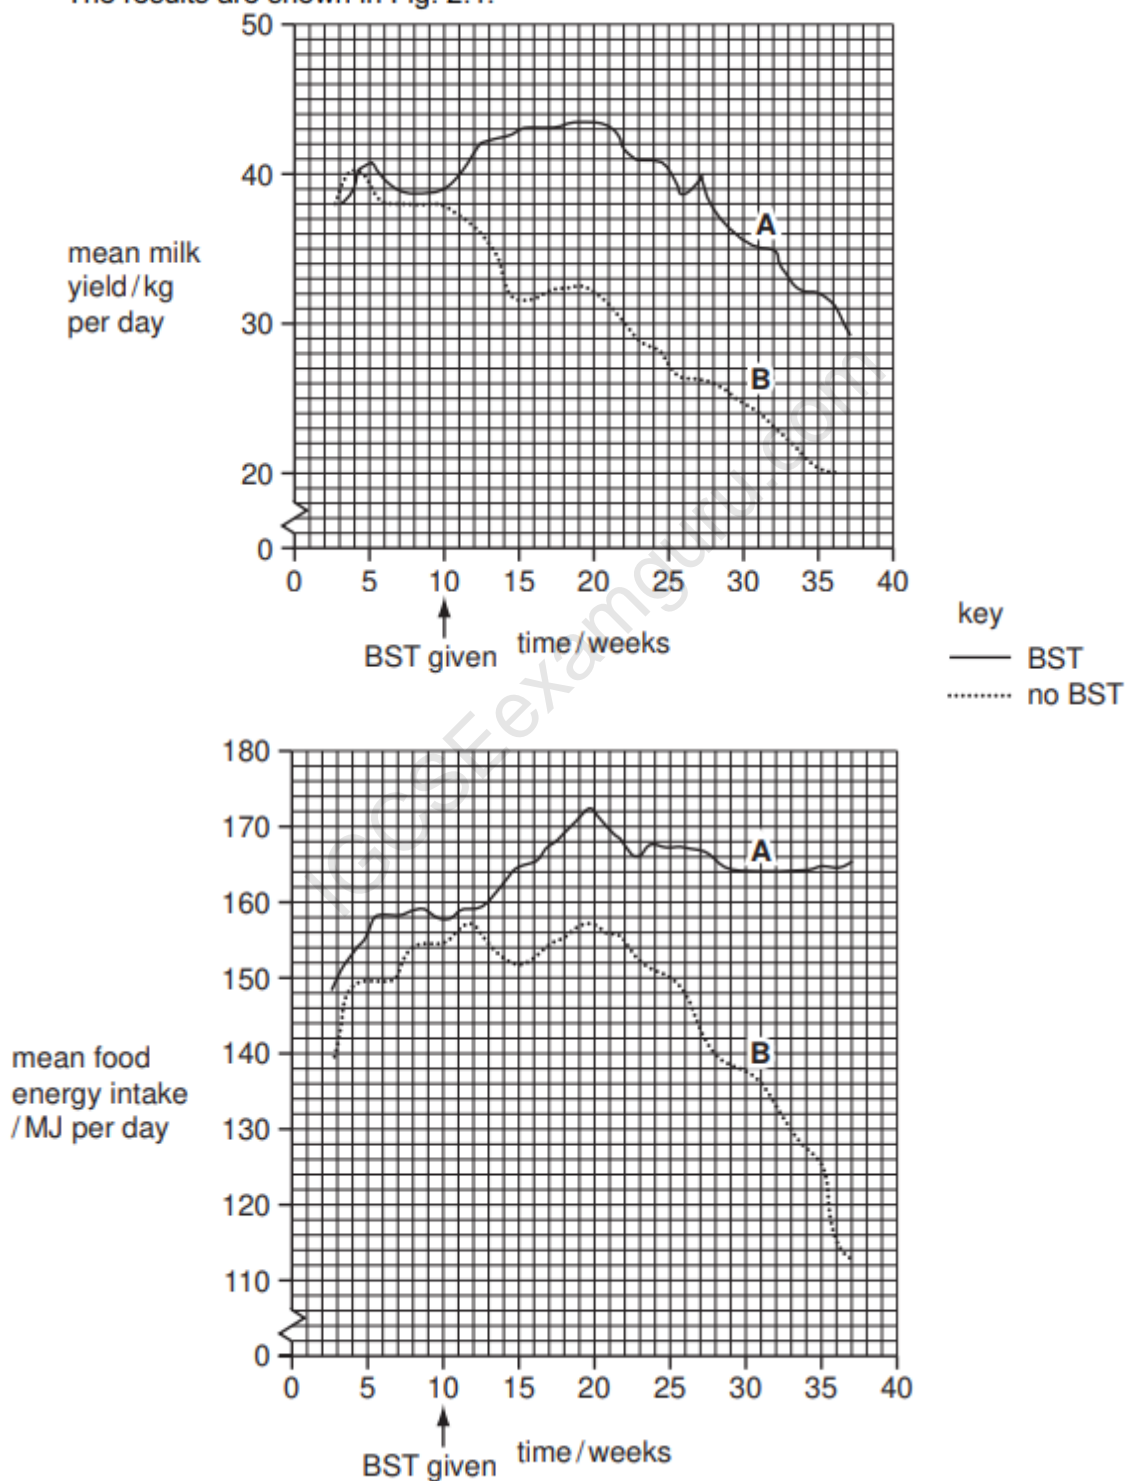 The results are shown in Fig. 2.1.
50
40
mean milk
yield / kg
per day
30
20
0
A
B
0 5 10 15 20 25 30 35 40
BST given time / weeks
key
BST
no BST
IGCSEexamguru.com
180
170
160
150
140
mean food
energy intake
/ MJ per day
130
120
110
0
A
B
0 5 10 15 20 25 30 35 40
BST given time / weeks